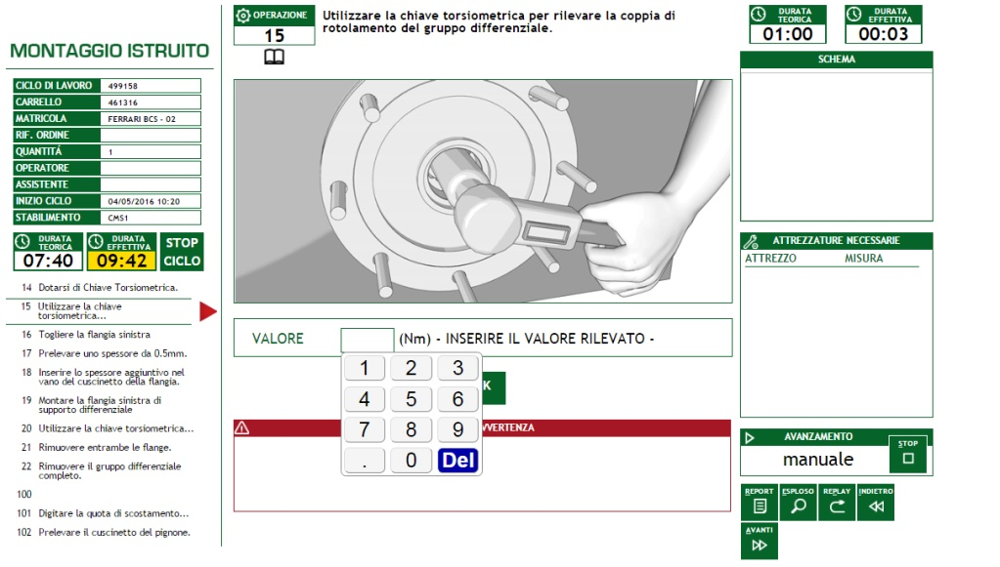 MONTAGGIO ISTRUITO
CICLO DI LAVORO 499158
CARRELLO 461316
MATRICOLA FERRARI BCS - 02
RIF. ORDINE
QUANTITÁ 1
OPERATORE
ASSISTENTE
INIZIO CICLO 04/05/2016 10:20
STABILIMENTO CMS1
DURATA TEORICA
07:40
DURATA EFFETTIVA
09:42
STOP
CICLO
14 Dotarsi di Chiave Torsiometrica.
15 Utilizzare la chiave
torsiometrica...
16 Togliere la flangia sinistra
17 Prelevare uno spessore da 0.5mm.
18 Inserire lo spessore aggiuntivo nel
vano del cuscinetto della flangia.
19 Montare la flangia sinistra di
supporto differenziale
20 Utilizzare la chiave torsiometrica...
21 Rimuovere entrambe le flange.
22 Rimuovere il gruppo differenziale
completo.
100
101 Digitare la quota di scostamento...
102 Prelevare il cuscinetto del pignone.
OPERAZIONE
15
Utilizzare la chiave torsiometrica per rilevare la coppia di
rotolamento del gruppo differenziale.
VALORE (Nm) - INSERIRE IL VALORE RILEVATO -
1 2 3
4 5 6
7 8 9
. 0 Del
K
VVERTENZA
DURATA
TEORICA
01:00
DURATA
EFFETTIVA
00:03
SCHEMA
ATTREZZATURE NECESSARIE
ATTREZZO MISURA
AVANZAMENTO
manuale
STOP
REPORT ESPLOSO REPLAY INDIETRO
AVANTI